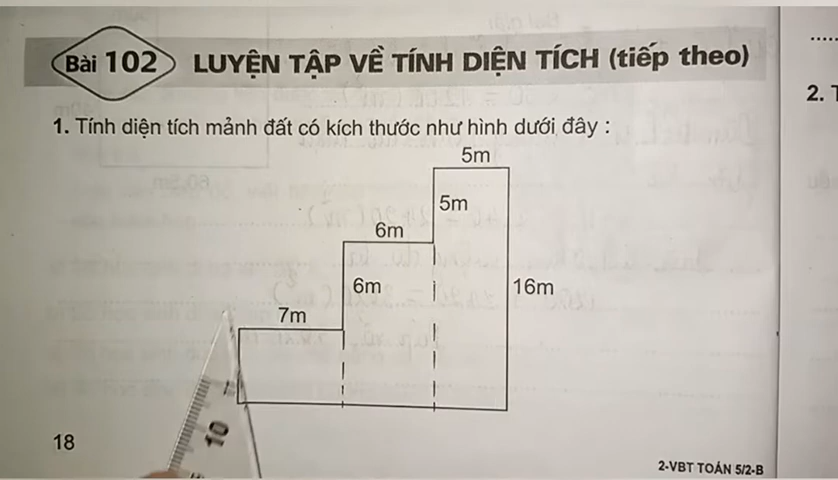 Bài 102 LUYỆN TẬP VỀ TÍNH DIỆN TÍCH (tiếp theo)
1. Tính diện tích mảnh đất có kích thước như hình dưới đây :
5m
5m
6m
6m
16m
7m
10
18
2-VBT TOÁN 5/2-B
2.